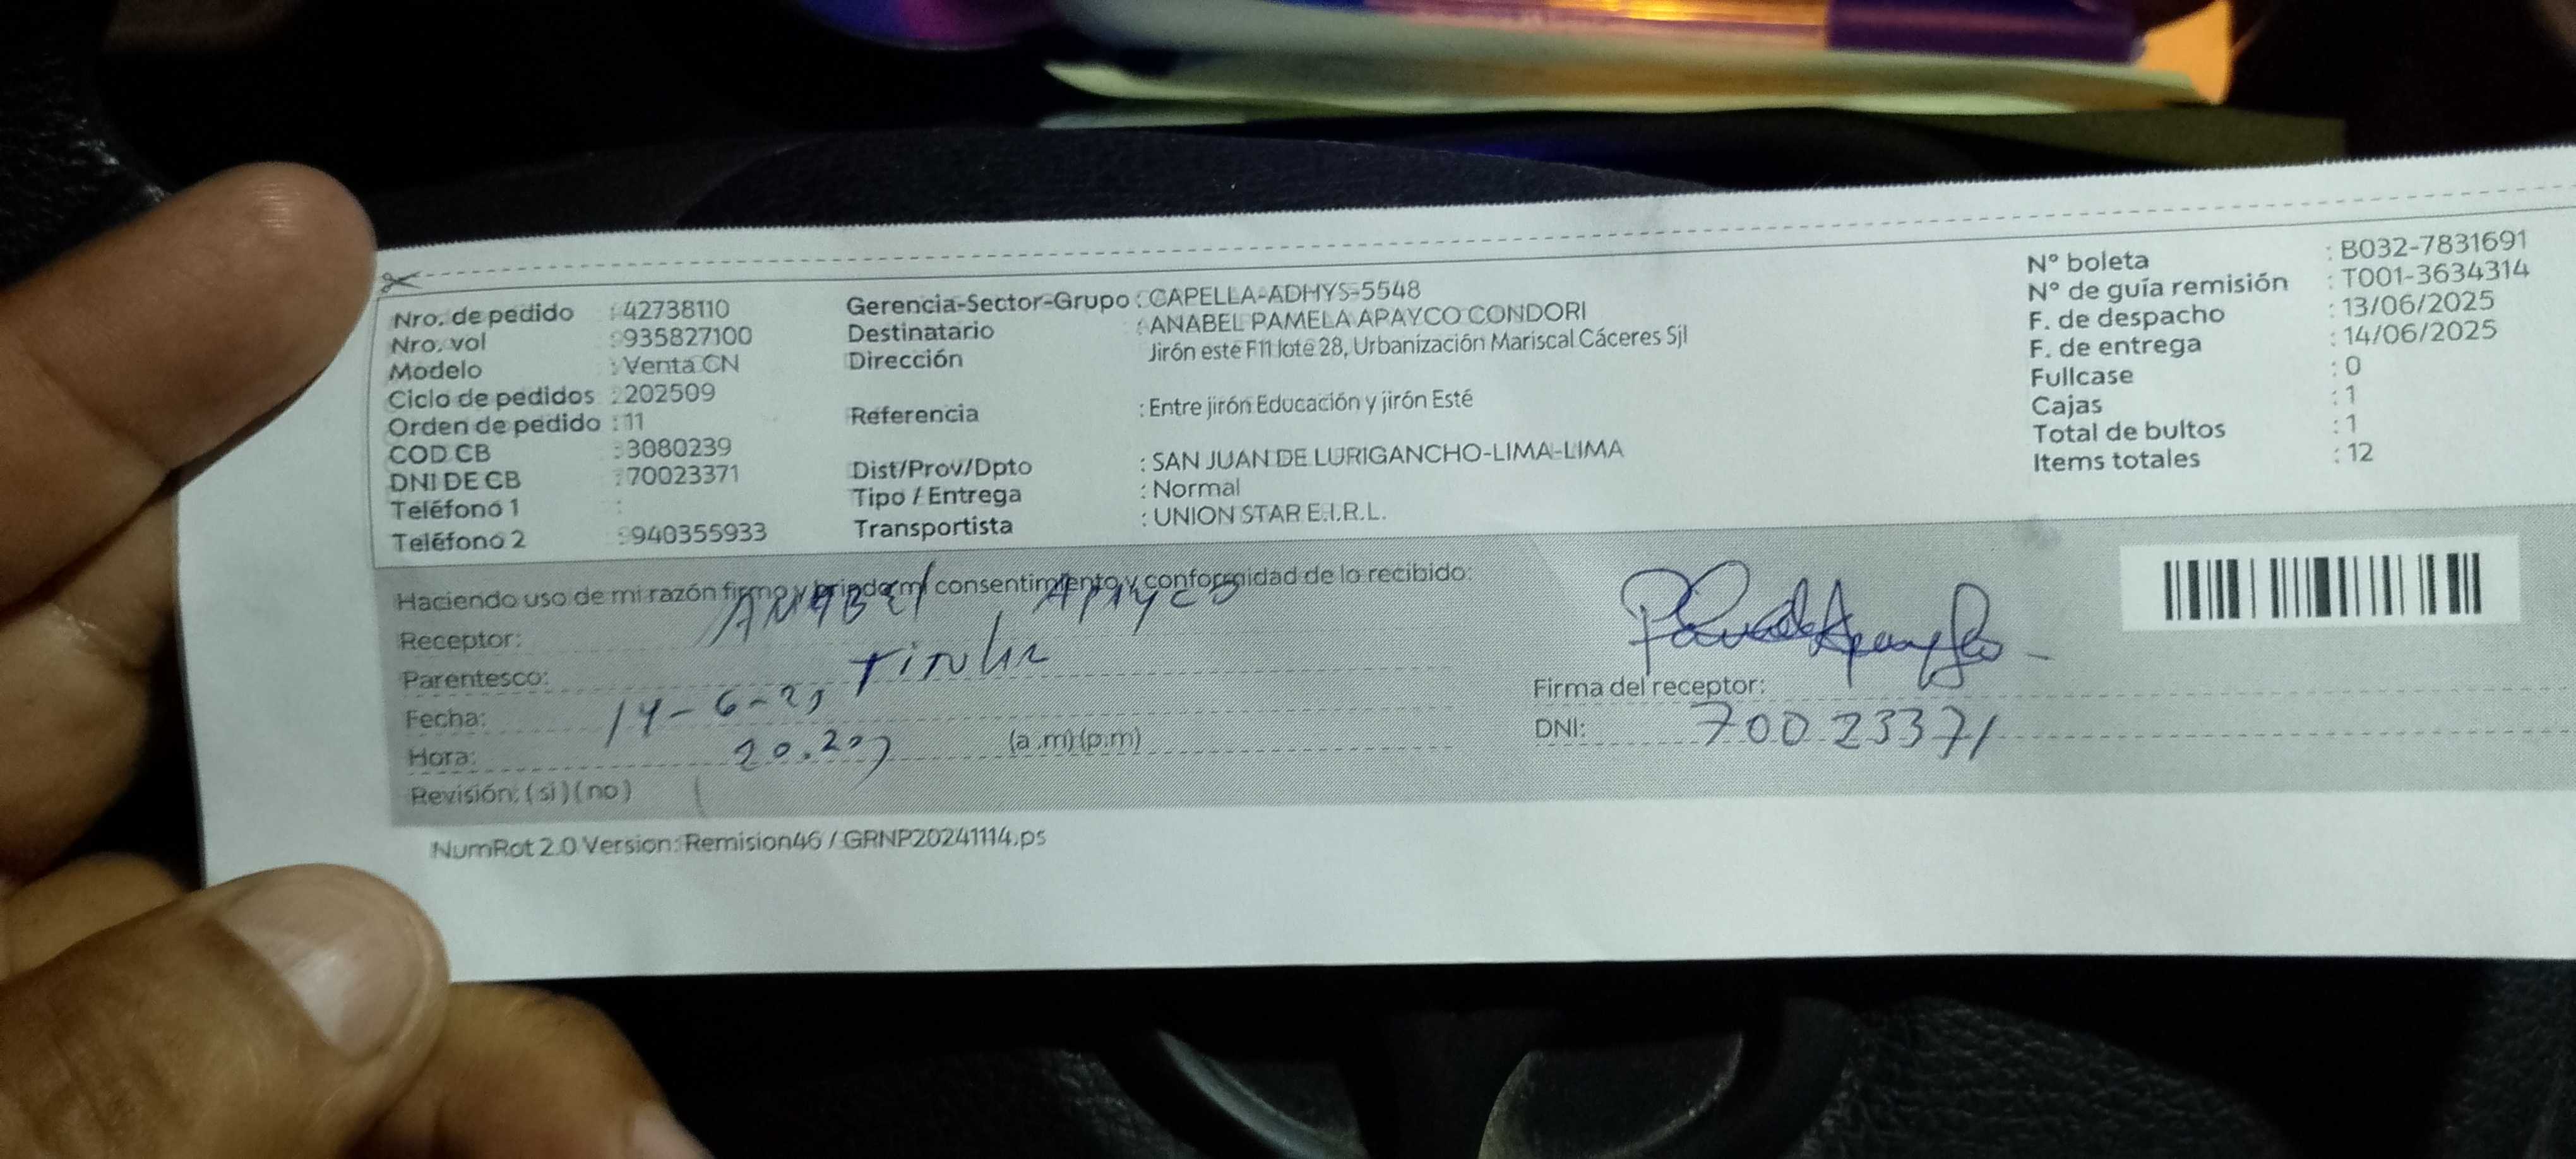 Nro. de pedido : 42738110
Nro. vol : 935827100
Modelo : Venta CN
Ciclo de pedidos : 202509
Orden de pedido : 11
COD CB : 3080239
DNI DE CB : 70023371
Teléfono 1 :
Teléfono 2 : 940355933
Gerencia-Sector-Grupo : CAPELLA-ADHYS-5548
Destinatario : ANABEL PAMELA APAYCO CONDORI
Dirección Jirón este F11 lote 28, Urbanización Mariscal Cáceres Sjl
Referencia : Entre jirón Educación y jirón Esté
Dist/Prov/Dpto : SAN JUAN DE LURIGANCHO-LIMA-LIMA
Tipo / Entrega : Normal
Transportista : UNION STAR E.I.R.L.
N° boleta : B032-7831691
N° de guía remisión : T001-3634314
F. de despacho : 13/06/2025
F. de entrega : 14/06/2025
Fullcase : 0
Cajas : 1
Total de bultos : 1
Items totales : 12
Haciendo uso de mi razón firmo y brindo mi consentimiento y conformidad de lo recibido:
Receptor: ANABEl APAYCO
Parentesco: Titular
Fecha: 14-6-25
Hora: (a.m)(p.m)
Revisión: (si)(no)
Firma del receptor:
DNI: 70023371
NumRot 2.0 Version: Remision46 / GRNP20241114.ps